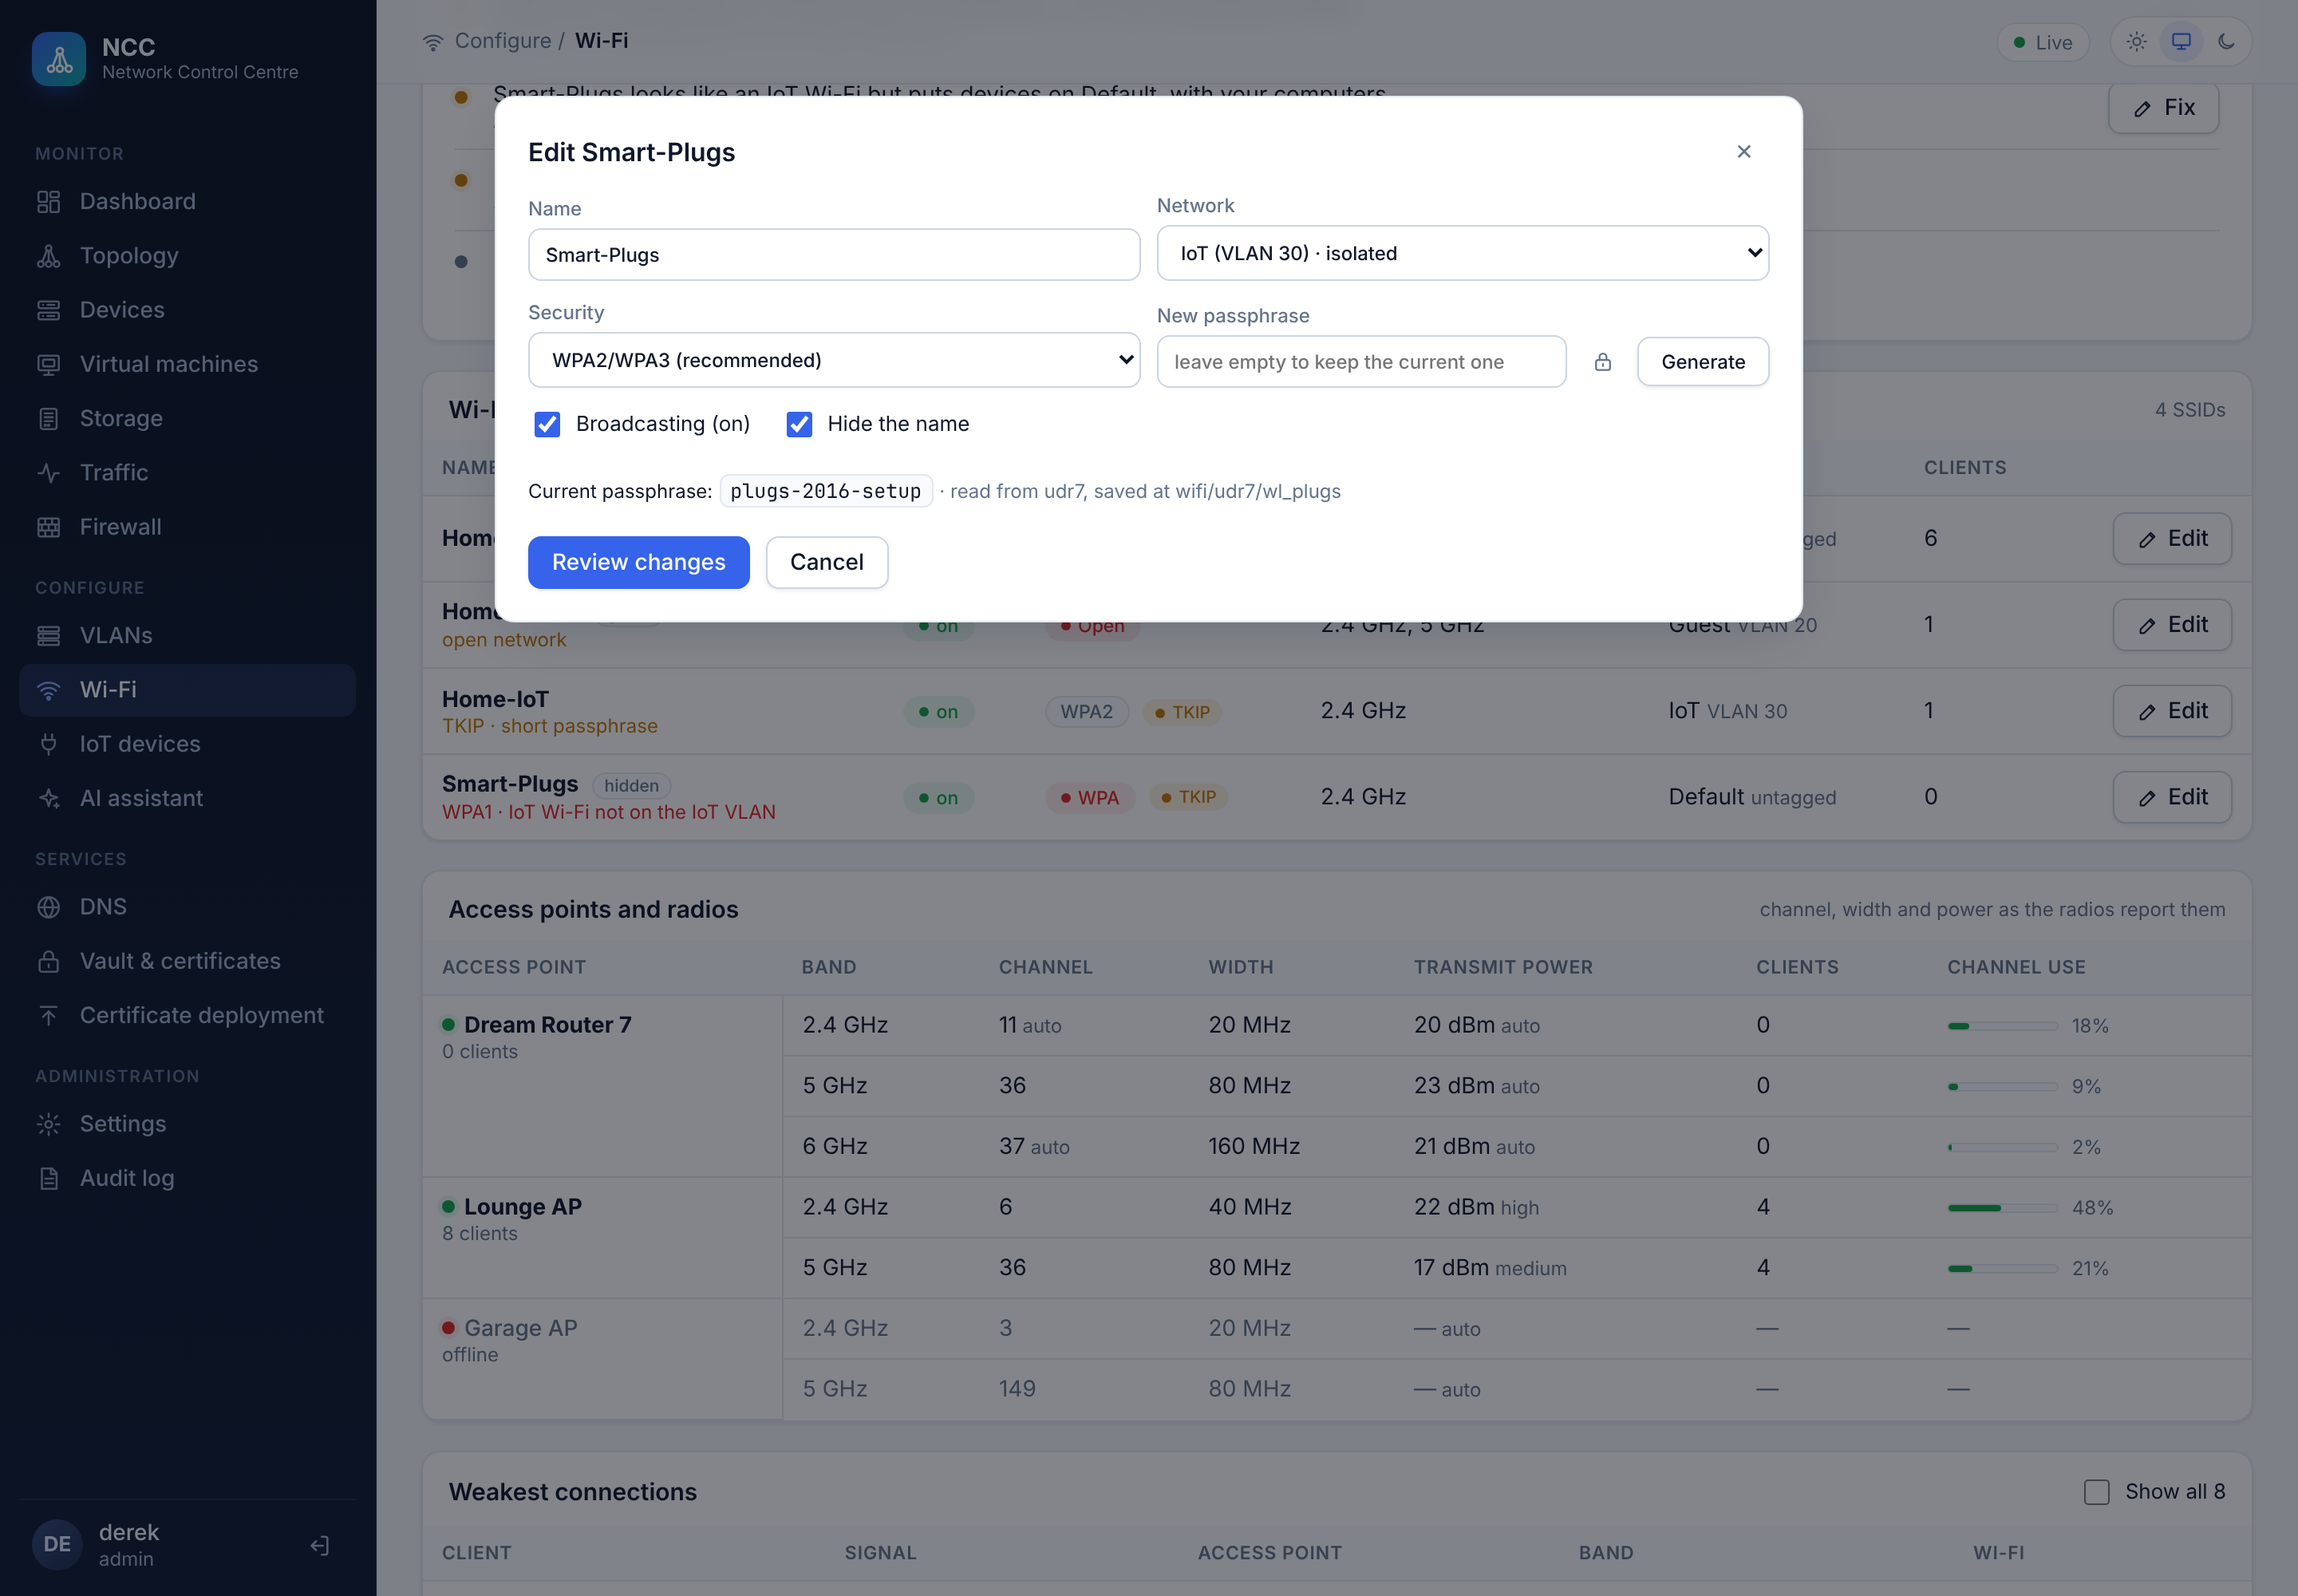 NCC
Network Control Centre
MONITOR
Dashboard
Topology
Devices
Virtual machines
Storage
Traffic
Firewall
CONFIGURE
VLANs
Wi-Fi
IoT devices
AI assistant
SERVICES
DNS
Vault & certificates
Certificate deployment
ADMINISTRATION
Settings
Audit log
DE
derek
admin
Configure / Wi-Fi
Live
Smart-Plugs looks like an IoT Wi-Fi but puts devices on Default, with your computers
Fix
Edit Smart-Plugs
Name
Network
Smart-Plugs
IoT (VLAN 30) · isolated
Security
New passphrase
WPA2/WPA3 (recommended)
leave empty to keep the current one
Generate
Broadcasting (on)
Hide the name
Current passphrase: plugs-2016-setup · read from udr7, saved at wifi/udr7/wl_plugs
Review changes
Cancel
4 SSIDs
NAME
CLIENTS
6
Edit
open network
on
Open
2.4 GHz, 5 GHz
Guest VLAN 20
1
Edit
Home-IoT
TKIP · short passphrase
on
WPA2
TKIP
2.4 GHz
IoT VLAN 30
1
Edit
Smart-Plugs hidden
WPA1 · IoT Wi-Fi not on the IoT VLAN
on
WPA
TKIP
2.4 GHz
Default untagged
0
Edit
Access points and radios
channel, width and power as the radios report them
ACCESS POINT BAND CHANNEL WIDTH TRANSMIT POWER CLIENTS CHANNEL USE
Dream Router 7
0 clients
2.4 GHz 11 auto 20 MHz 20 dBm auto 0 18%
5 GHz 36 80 MHz 23 dBm auto 0 9%
6 GHz 37 auto 160 MHz 21 dBm auto 0 2%
Lounge AP
8 clients
2.4 GHz 6 40 MHz 22 dBm high 4 48%
5 GHz 36 80 MHz 17 dBm medium 4 21%
Garage AP
offline
2.4 GHz 3 20 MHz — auto — —
5 GHz 149 80 MHz — auto — —
Weakest connections
Show all 8
CLIENT SIGNAL ACCESS POINT BAND WI-FI